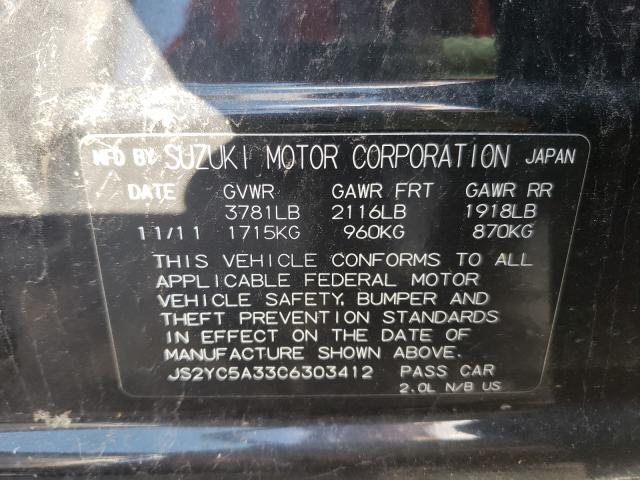 MFD BY SUZUKI MOTOR CORPORATION JAPAN
DATE GVWR GAWR FRT GAWR RR
3781LB 2116LB 1918LB
11/11 1715KG 960KG 870KG
THIS VEHICLE CONFORMS TO ALL
APPLICABLE FEDERAL MOTOR
VEHICLE SAFETY, BUMPER AND
THEFT PREVENTION STANDARDS
IN EFFECT ON THE DATE OF
MANUFACTURE SHOWN ABOVE.
JS2YC5A33C6303412 PASS CAR
2.0L N/B US